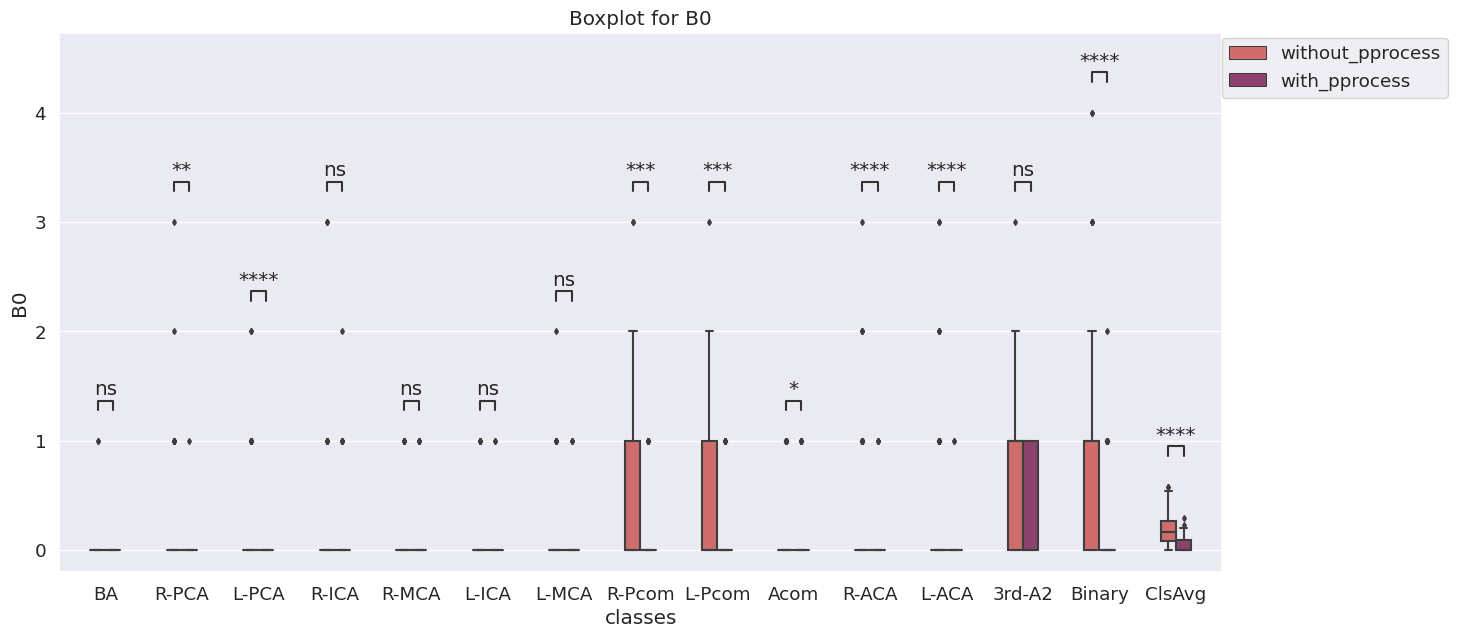 Boxplot for B0
without_pprocess
with_pprocess
****
4
** ns *** *** **** **** ns
3
**** ns
2
ns ns ns *
1
****
0
B0
BA R-PCA L-PCA R-ICA R-MCA L-ICA L-MCA R-Pcom L-Pcom Acom R-ACA L-ACA 3rd-A2 Binary ClsAvg
classes